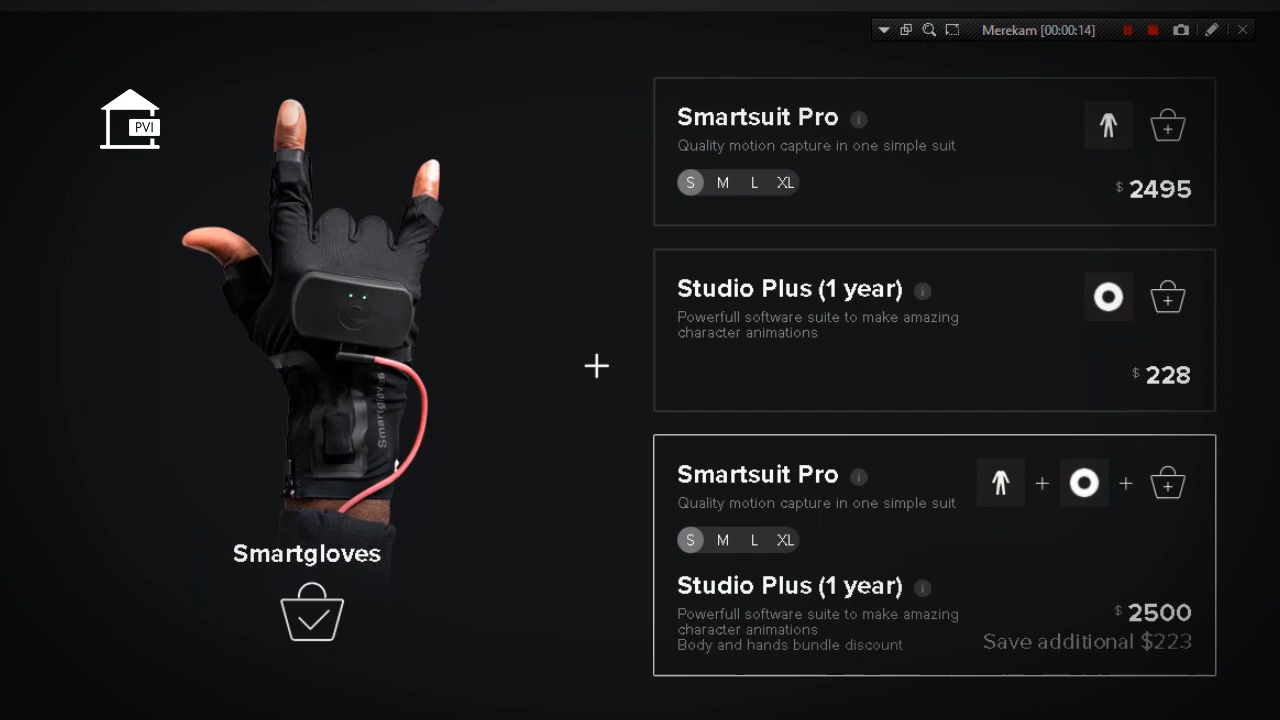 Merekam [00:00:14]
PVI
Smartgloves
Smartgloves
Smartsuit Pro i
Quality motion capture in one simple suit
S M L XL
$ 2495
Studio Plus (1 year) i
Powerfull software suite to make amazing
character animations
$ 228
Smartsuit Pro i
Quality motion capture in one simple suit
S M L XL
Studio Plus (1 year) i
Powerfull software suite to make amazing
character animations
Body and hands bundle discount
$ 2500
Save additional $223